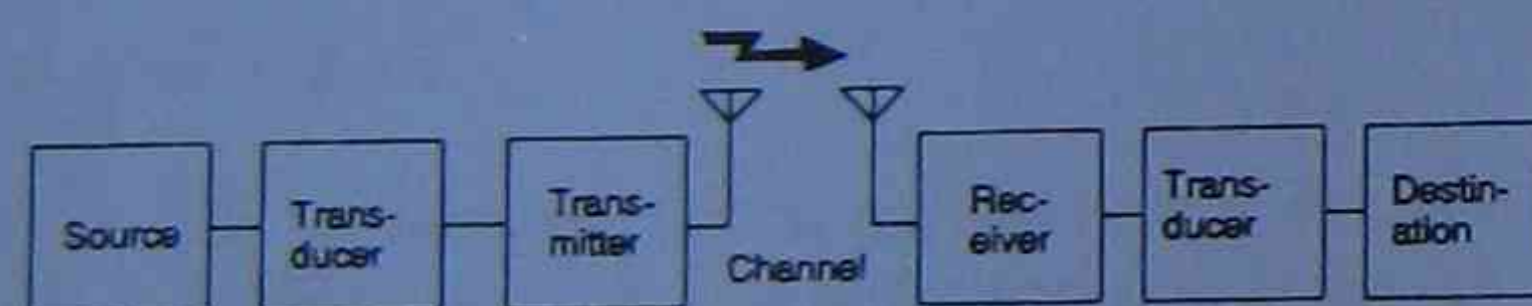 Source
Trans-
ducer
Trans-
mitter
Channel
Rec-
eiver
Trans-
ducer
Destin-
ation